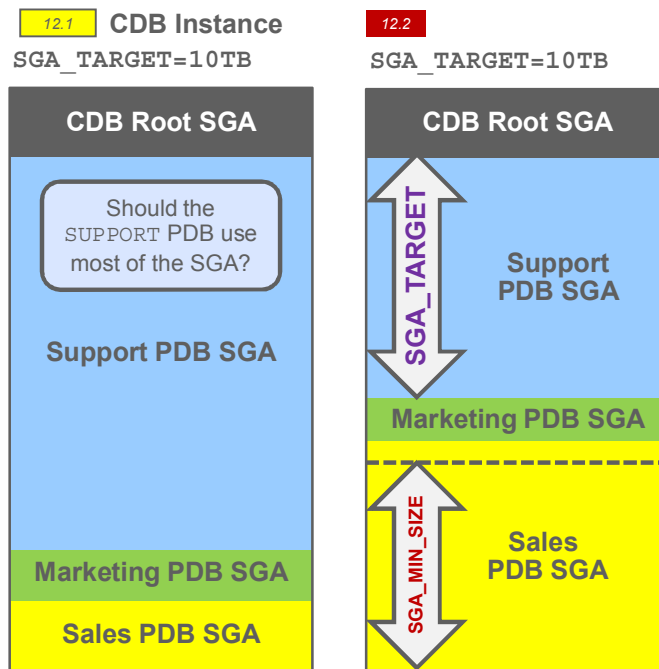 12.1 CDB Instance
SGA_TARGET=10TB
CDB Root SGA
Should the
SUPPORT PDB use
most of the SGA?
Support PDB SGA
Marketing PDB SGA
Sales PDB SGA
12.2
SGA_TARGET=10TB
CDB Root SGA
SGA_TARGET
Support
PDB SGA
Marketing PDB SGA
SGA_MIN_SIZE
Sales
PDB SGA